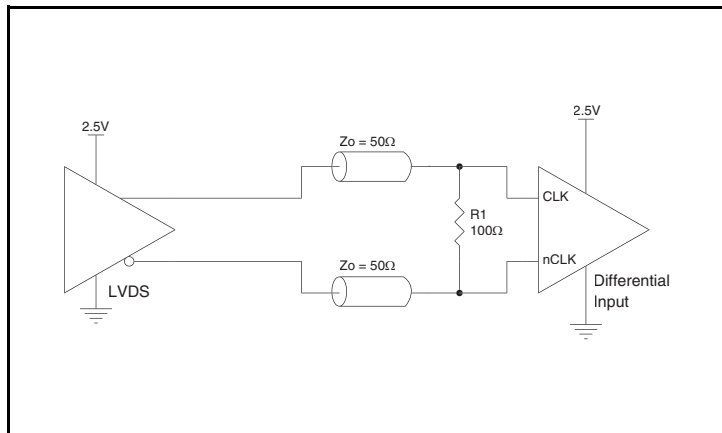 2.5V
2.5V
Zo = 50Ω
CLK
R1
100Ω
Zo = 50Ω
nCLK
LVDS
Differential
Input